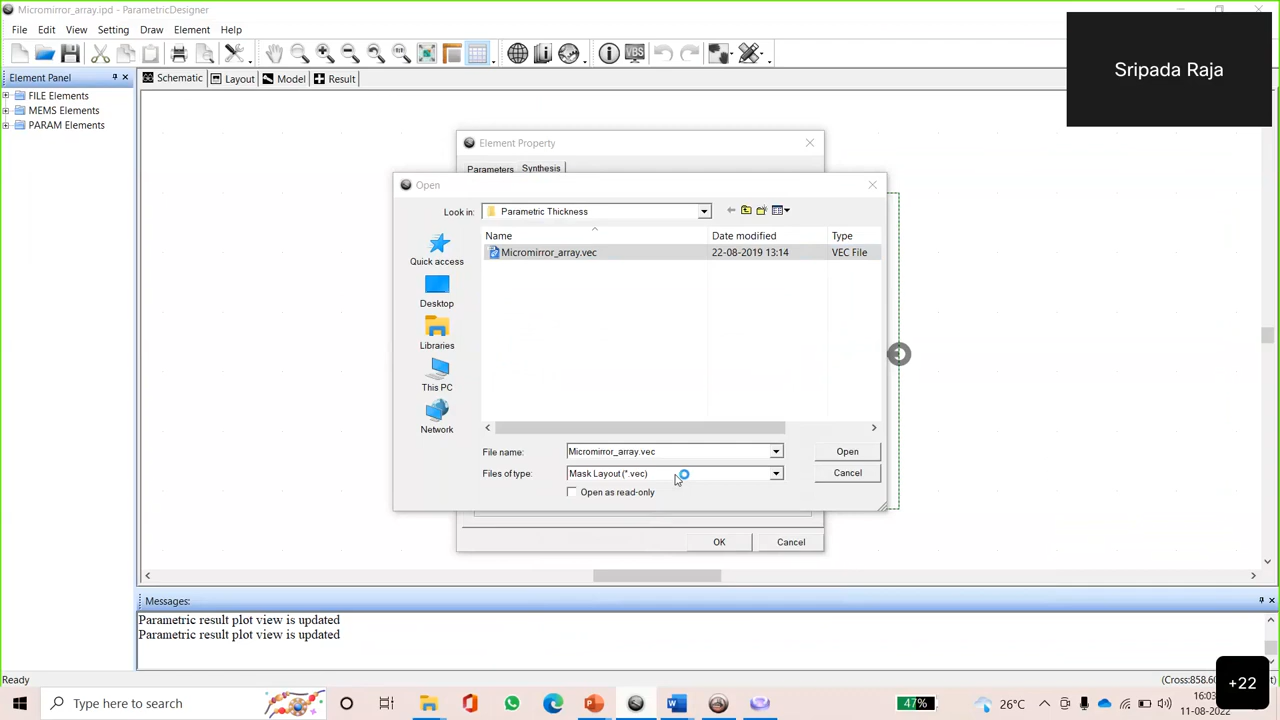 Micromirror_array.ipd - ParametricDesigner
File Edit View Setting Draw Element Help
Element Panel
Schematic Layout Model Result
FILE Elements
MEMS Elements
PARAM Elements
Sripada Raja
Element Property
Parameters Synthesis
Open
Look in: Parametric Thickness
Name Date modified Type
Micromirror_array.vec 22-08-2019 13:14 VEC File
Quick access
Desktop
Libraries
This PC
Network
File name: Micromirror_array.vec Open
Files of type: Mask Layout (*.vec) Cancel
Open as read-only
OK Cancel
Messages:
Parametric result plot view is updated
Parametric result plot view is updated
Ready (Cross:858.60
+22
Type here to search 47% 26°C 16:03
11-08-2022